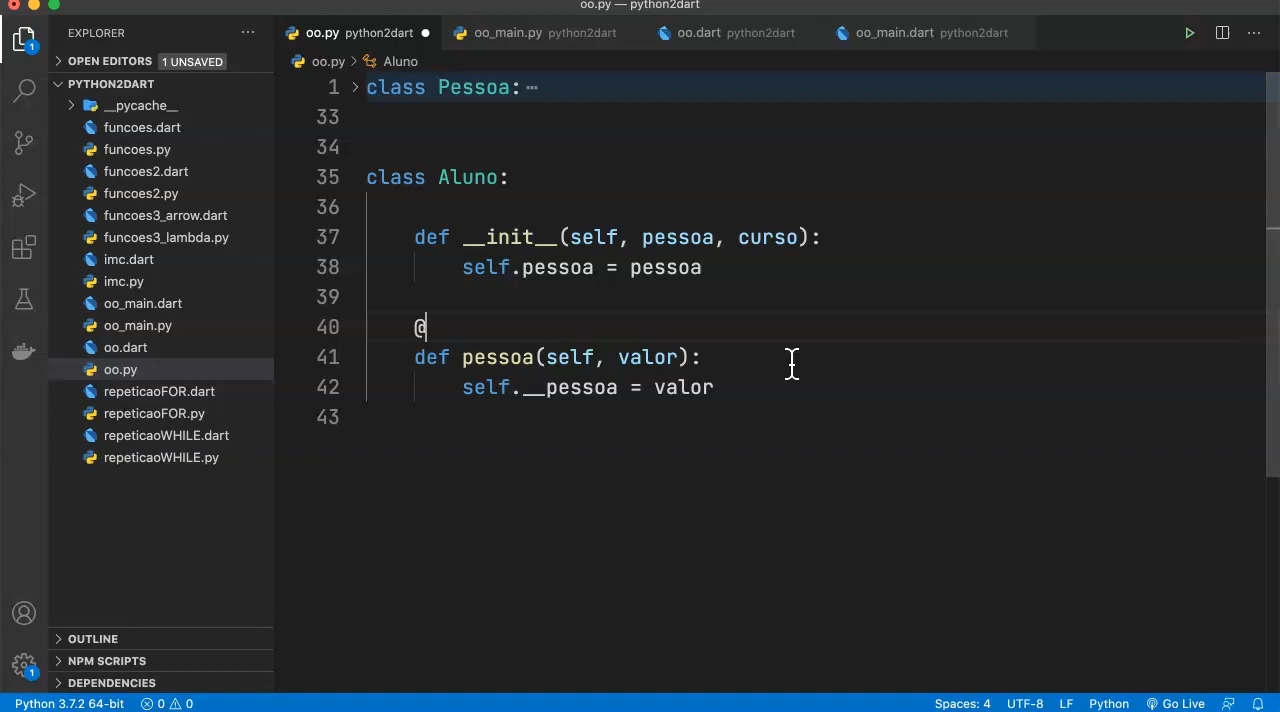 oo.py — python2dart
EXPLORER ⋯
oo.py python2dart ●
oo_main.py python2dart
oo.dart python2dart
oo_main.dart python2dart
OPEN EDITORS 1 UNSAVED
PYTHON2DART
__pycache__
funcoes.dart
funcoes.py
funcoes2.dart
funcoes2.py
funcoes3_arrow.dart
funcoes3_lambda.py
imc.dart
imc.py
oo_main.dart
oo_main.py
oo.dart
oo.py
repeticaoFOR.dart
repeticaoFOR.py
repeticaoWHILE.dart
repeticaoWHILE.py
OUTLINE
NPM SCRIPTS
DEPENDENCIES
1
1
oo.py > Aluno
1 class Pessoa:⋯
33
34
35 class Aluno:
36
37 def __init__(self, pessoa, curso):
38 self.pessoa = pessoa
39
40 @
41 def pessoa(self, valor):
42 self.__pessoa = valor
43
Python 3.7.2 64-bit 0 0 Spaces: 4 UTF-8 LF Python Go Live